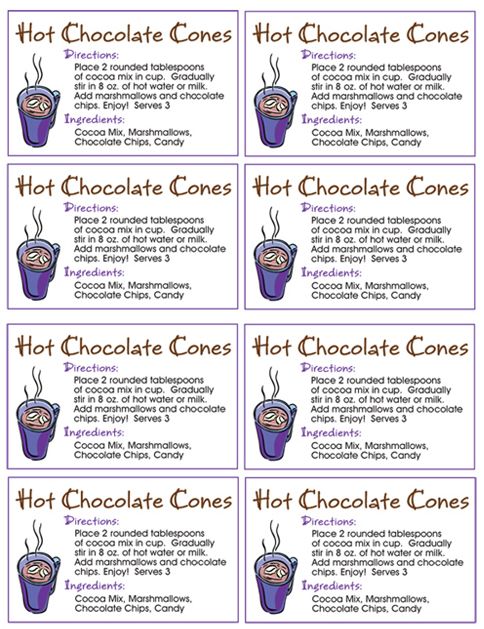 Hot Chocolate Cones
Directions:
Place 2 rounded tablespoons
of cocoa mix in cup. Gradually
stir in 8 oz. of hot water or milk.
Add marshmallows and chocolate
chips. Enjoy! Serves 3
Ingredients:
Cocoa Mix, Marshmallows,
Chocolate Chips, Candy
Hot Chocolate Cones
Directions:
Place 2 rounded tablespoons
of cocoa mix in cup. Gradually
stir in 8 oz. of hot water or milk.
Add marshmallows and chocolate
chips. Enjoy! Serves 3
Ingredients:
Cocoa Mix, Marshmallows,
Chocolate Chips, Candy
Hot Chocolate Cones
Directions:
Place 2 rounded tablespoons
of cocoa mix in cup. Gradually
stir in 8 oz. of hot water or milk.
Add marshmallows and chocolate
chips. Enjoy! Serves 3
Ingredients:
Cocoa Mix, Marshmallows,
Chocolate Chips, Candy
Hot Chocolate Cones
Directions:
Place 2 rounded tablespoons
of cocoa mix in cup. Gradually
stir in 8 oz. of hot water or milk.
Add marshmallows and chocolate
chips. Enjoy! Serves 3
Ingredients:
Cocoa Mix, Marshmallows,
Chocolate Chips, Candy
Hot Chocolate Cones
Directions:
Place 2 rounded tablespoons
of cocoa mix in cup. Gradually
stir in 8 oz. of hot water or milk.
Add marshmallows and chocolate
chips. Enjoy! Serves 3
Ingredients:
Cocoa Mix, Marshmallows,
Chocolate Chips, Candy
Hot Chocolate Cones
Directions:
Place 2 rounded tablespoons
of cocoa mix in cup. Gradually
stir in 8 oz. of hot water or milk.
Add marshmallows and chocolate
chips. Enjoy! Serves 3
Ingredients:
Cocoa Mix, Marshmallows,
Chocolate Chips, Candy
Hot Chocolate Cones
Directions:
Place 2 rounded tablespoons
of cocoa mix in cup. Gradually
stir in 8 oz. of hot water or milk.
Add marshmallows and chocolate
chips. Enjoy! Serves 3
Ingredients:
Cocoa Mix, Marshmallows,
Chocolate Chips, Candy
Hot Chocolate Cones
Directions:
Place 2 rounded tablespoons
of cocoa mix in cup. Gradually
stir in 8 oz. of hot water or milk.
Add marshmallows and chocolate
chips. Enjoy! Serves 3
Ingredients:
Cocoa Mix, Marshmallows,
Chocolate Chips, Candy